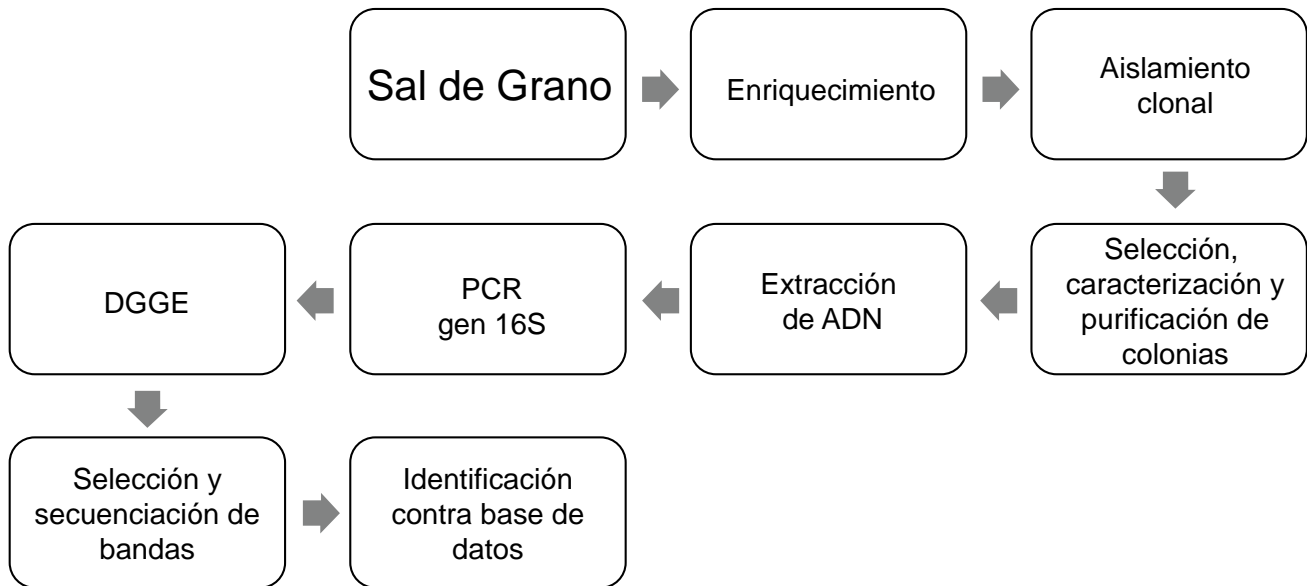 Sal de Grano
Enriquecimiento
Aislamiento
clonal
Selección,
caracterización y
purificación de
colonias
Extracción
de ADN
PCR
gen 16S
DGGE
Selección y
secuenciación de
bandas
Identificación
contra base de
datos